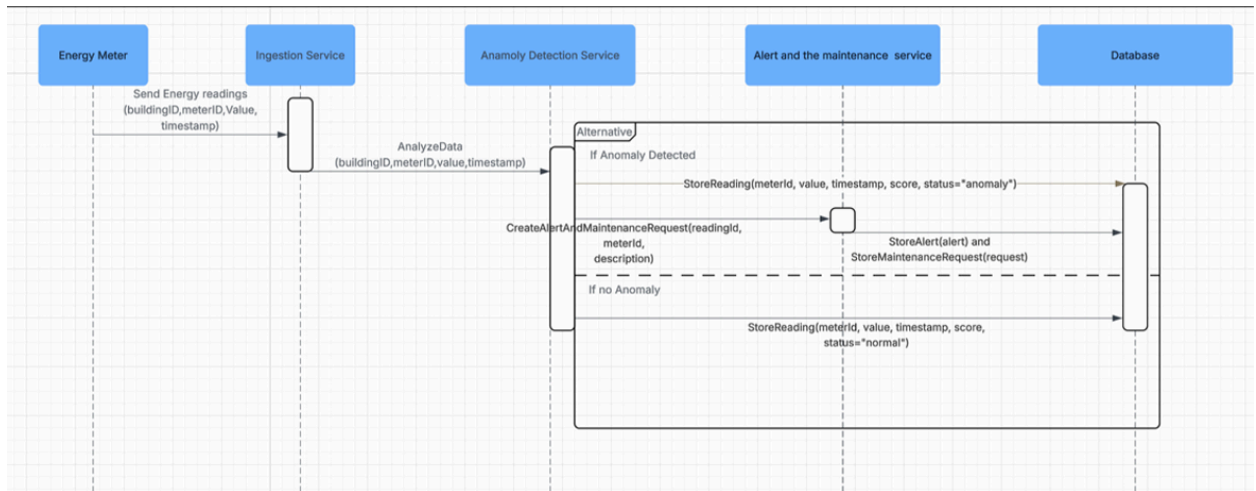 Energy Meter
Ingestion Service
Anamoly Detection Service
Alert and the maintenance service
Database
Send Energy readings
(buildingID,meterID,Value,
timestamp)
AnalyzeData
(buildingID,meterID,value,timestamp)
Alternative
If Anomaly Detected
StoreReading(meterId, value, timestamp, score, status="anomaly")
CreateAlertAndMaintenanceRequest(readingId,
meterId,
description)
StoreAlert(alert) and
StoreMaintenanceRequest(request)
If no Anomaly
StoreReading(meterId, value, timestamp, score,
status="normal")